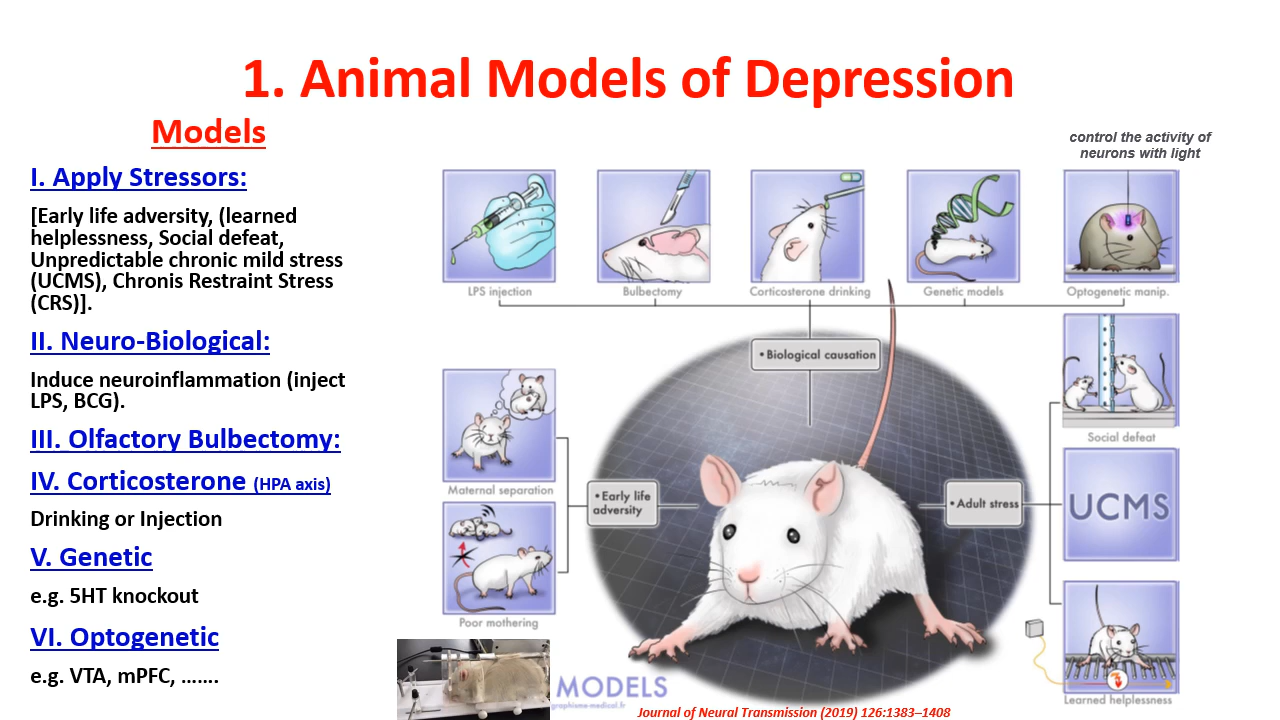 1. Animal Models of Depression
Models
I. Apply Stressors:
[Early life adversity, (learned
helplessness, Social defeat,
Unpredictable chronic mild stress
(UCMS), Chronis Restraint Stress
(CRS)].
II. Neuro-Biological:
Induce neuroinflammation (inject
LPS, BCG).
III. Olfactory Bulbectomy:
IV. Corticosterone (HPA axis)
Drinking or Injection
V. Genetic
e.g. 5HT knockout
VI. Optogenetic
e.g. VTA, mPFC, …….
control the activity of
neurons with light
LPS injection
Bulbectomy
Corticosterone drinking
Genetic models
Optogenetic manip.
• Biological causation
Maternal separation
Poor mothering
• Early life
adversity
• Adult stress
Social defeat
UCMS
Learned helplessness
MODELS
graphisme-medical.fr
Journal of Neural Transmission (2019) 126:1383–1408